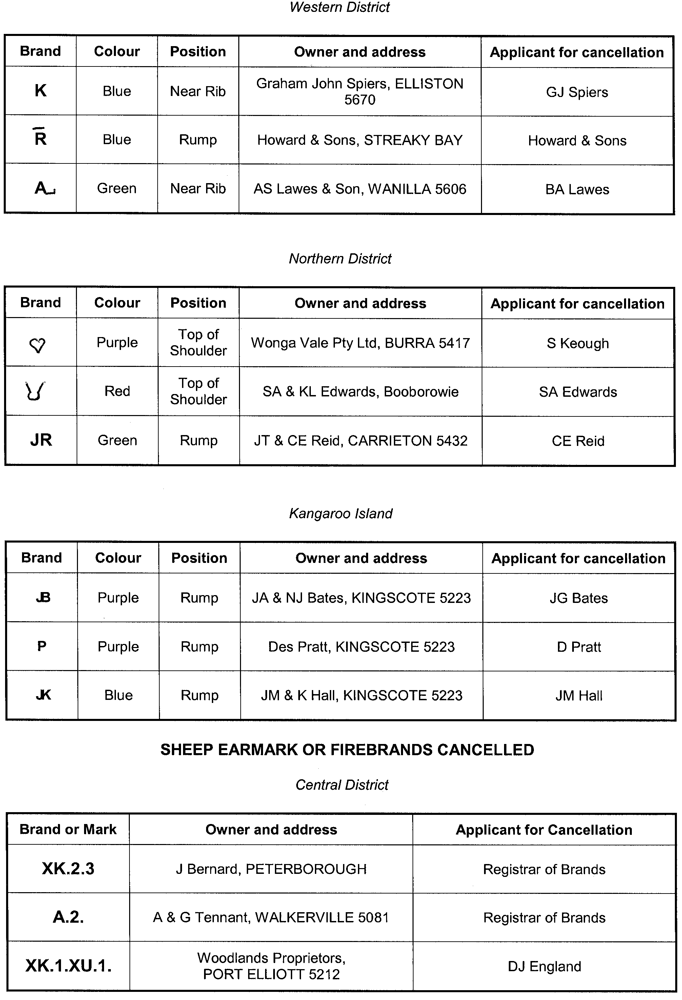 Western District
Brand Colour Position Owner and address Applicant for cancellation
K Blue Near Rib Graham John Spiers, ELLISTON
5670 GJ Spiers
R̅ Blue Rump Howard & Sons, STREAKY BAY Howard & Sons
A Green Near Rib AS Lawes & Son, WANILLA 5606 BA Lawes
Northern District
Brand Colour Position Owner and address Applicant for cancellation
♡ Purple Top of
Shoulder Wonga Vale Pty Ltd, BURRA 5417 S Keough
Red Top of
Shoulder SA & KL Edwards, Booborowie SA Edwards
JR Green Rump JT & CE Reid, CARRIETON 5432 CE Reid
Kangaroo Island
Brand Colour Position Owner and address Applicant for cancellation
JB Purple Rump JA & NJ Bates, KINGSCOTE 5223 JG Bates
P Purple Rump Des Pratt, KINGSCOTE 5223 D Pratt
JK Blue Rump JM & K Hall, KINGSCOTE 5223 JM Hall
SHEEP EARMARK OR FIREBRANDS CANCELLED
Central District
Brand or Mark Owner and address Applicant for Cancellation
XK.2.3 J Bernard, PETERBOROUGH Registrar of Brands
A.2. A & G Tennant, WALKERVILLE 5081 Registrar of Brands
XK.1.XU.1. Woodlands Proprietors,
PORT ELLIOTT 5212 DJ England